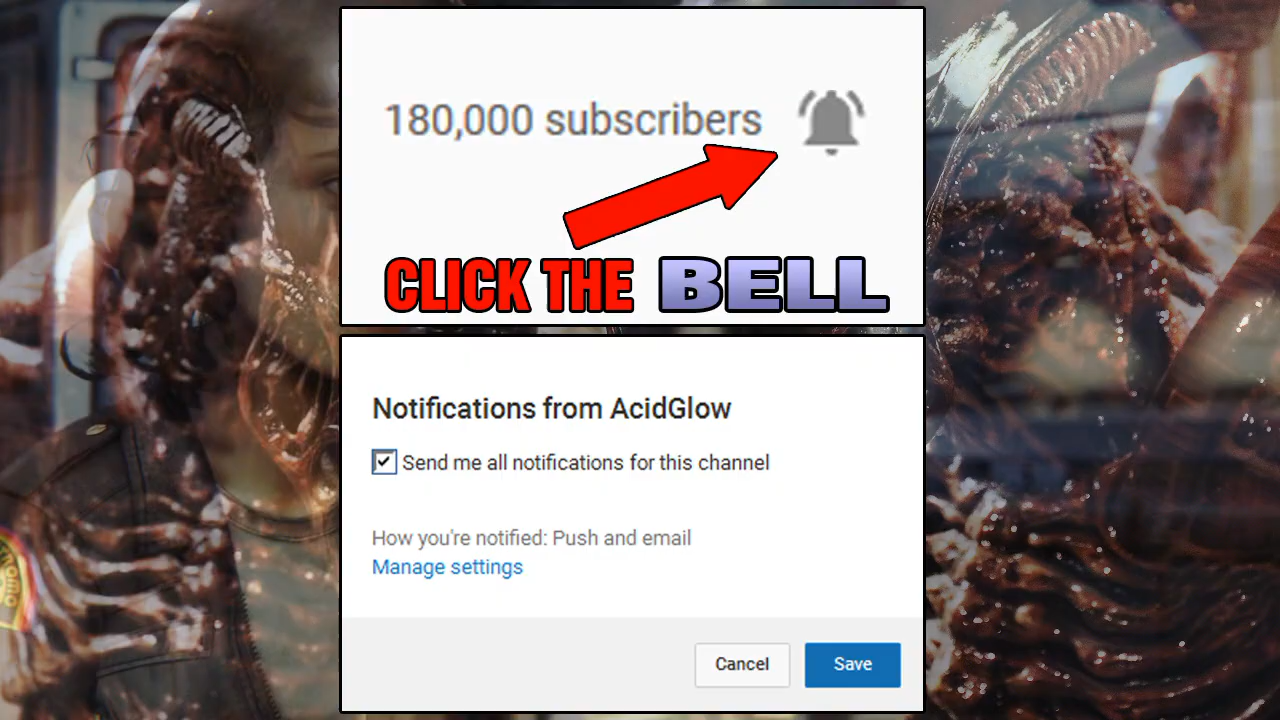 180,000 subscribers
CLICK THE BELL
Notifications from AcidGlow
Send me all notifications for this channel
How you're notified: Push and email
Manage settings
Cancel Save